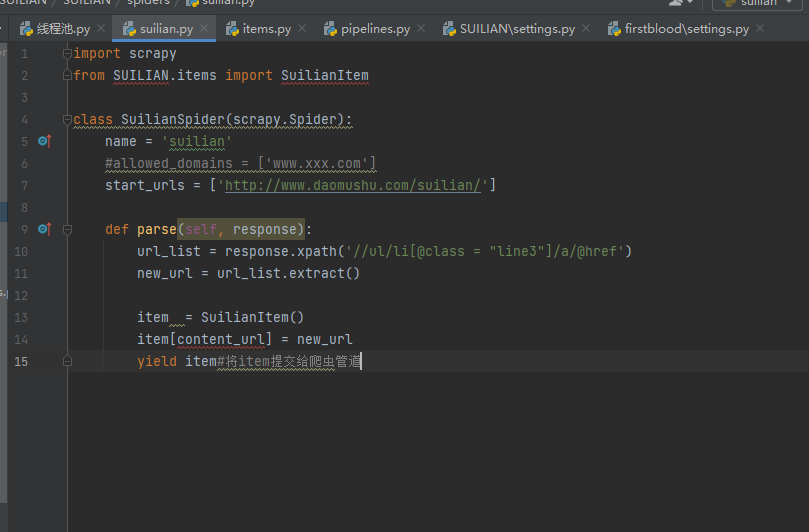 SUILIAN SUILIAN spiders suilian.py suilian
线程池.py suilian.py items.py pipelines.py SUILIAN\settings.py firstblood\settings.py
1 import scrapy
2 from SUILIAN.items import SuilianItem
3
4 class SuilianSpider(scrapy.Spider):
5 name = 'suilian'
6 #allowed_domains = ['www.xxx.com']
7 start_urls = ['http://www.daomushu.com/suilian/']
8
9 def parse(self, response):
10 url_list = response.xpath('//ul/li[@class = "line3"]/a/@href')
11 new_url = url_list.extract()
12
13 item  = SuilianItem()
14 item[content_url] = new_url
15 yield item#将item提交给爬虫管道